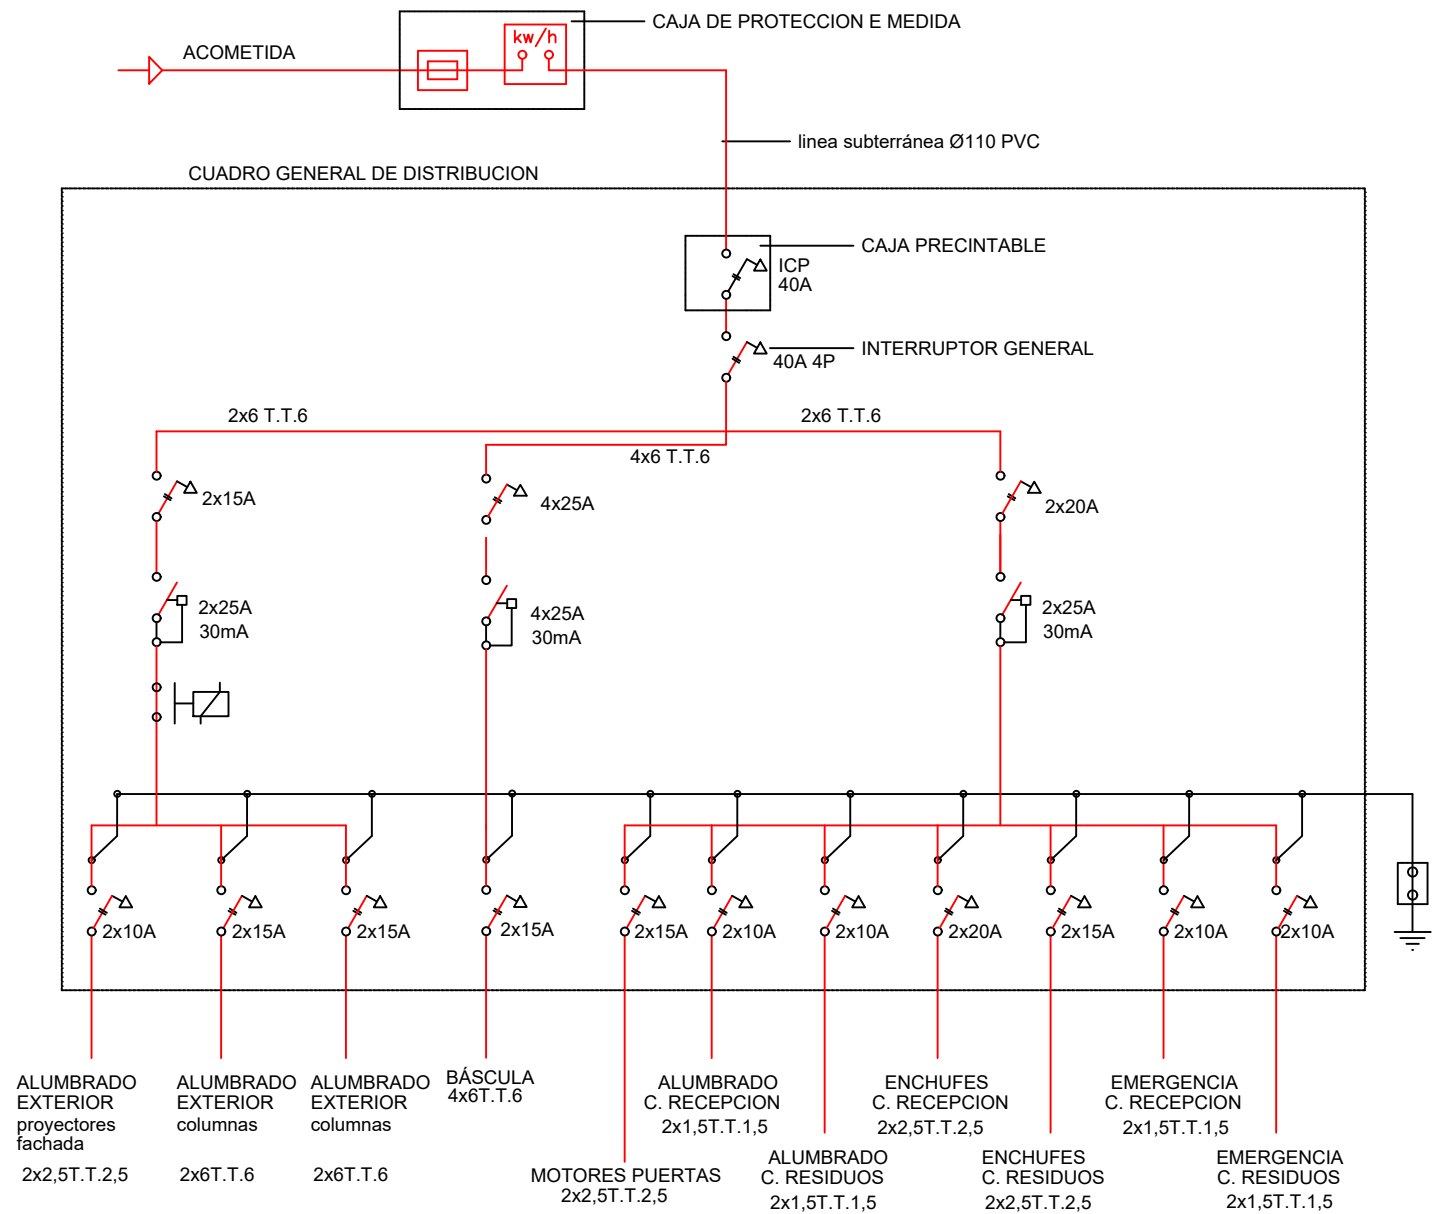 CAJA DE PROTECCION E MEDIDA
kw/h
ACOMETIDA
linea subterránea Ø110 PVC
CUADRO GENERAL DE DISTRIBUCION
CAJA PRECINTABLE
ICP
40A
INTERRUPTOR GENERAL
40A 4P
2x6 T.T.6
2x6 T.T.6
4x6 T.T.6
2x15A
4x25A
2x20A
2x25A
30mA
4x25A
30mA
2x25A
30mA
2x10A
2x15A
2x15A
2x15A
2x15A
2x10A
2x10A
2x20A
2x15A
2x10A
2x10A
ALUMBRADO
EXTERIOR
proyectores
fachada
2x2,5T.T.2,5
ALUMBRADO
EXTERIOR
columnas
2x6T.T.6
ALUMBRADO
EXTERIOR
columnas
2x6T.T.6
BÁSCULA
4x6T.T.6
MOTORES PUERTAS
2x2,5T.T.2,5
ALUMBRADO
C. RECEPCION
2x1,5T.T.1,5
ALUMBRADO
C. RESIDUOS
2x1,5T.T.1,5
ENCHUFES
C. RECEPCION
2x2,5T.T.2,5
ENCHUFES
C. RESIDUOS
2x2,5T.T.2,5
EMERGENCIA
C. RECEPCION
2x1,5T.T.1,5
EMERGENCIA
C. RESIDUOS
2x1,5T.T.1,5